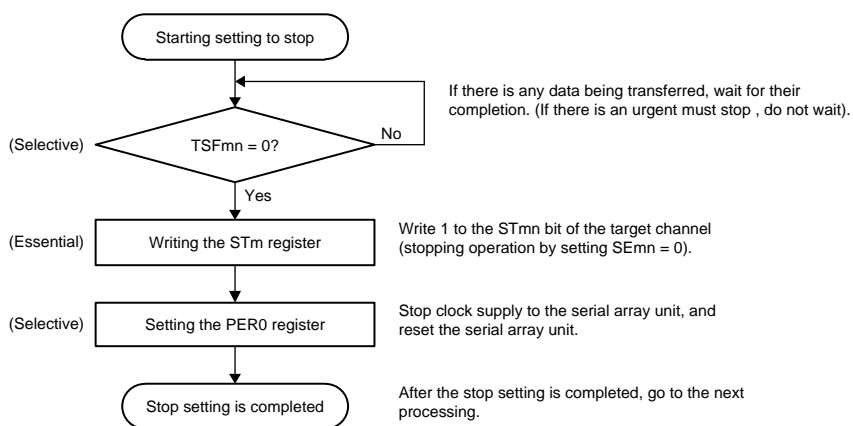 Starting setting to stop
If there is any data being transferred, wait for their
completion. (If there is an urgent must stop , do not wait).
(Selective)
TSFmn = 0?
No
Yes
(Essential)
Writing the STm register
Write 1 to the STmn bit of the target channel
(stopping operation by setting SEmn = 0).
(Selective)
Setting the PER0 register
Stop clock supply to the serial array unit, and
reset the serial array unit.
Stop setting is completed
After the stop setting is completed, go to the next
processing.